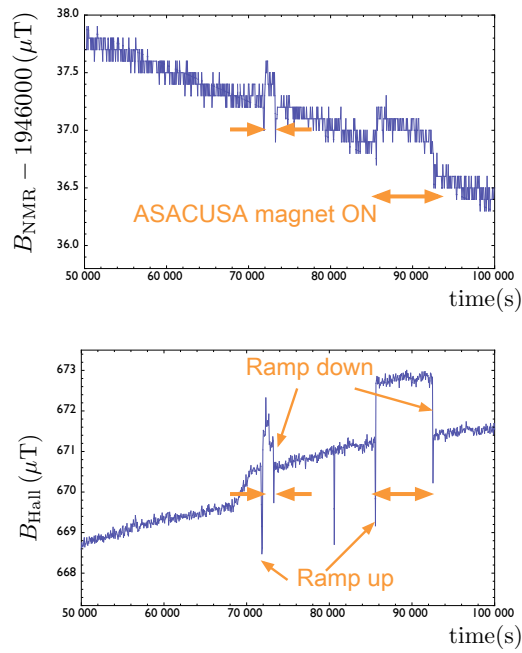 38.0
37.5
37.0
36.5
36.0
B_NMR − 1946000 (μT)
ASACUSA magnet ON
50 000 60 000 70 000 80 000 90 000 100 000
time(s)
673
672
671
670
669
668
B_Hall (μT)
Ramp down
Ramp up
50 000 60 000 70 000 80 000 90 000 100 000
time(s)